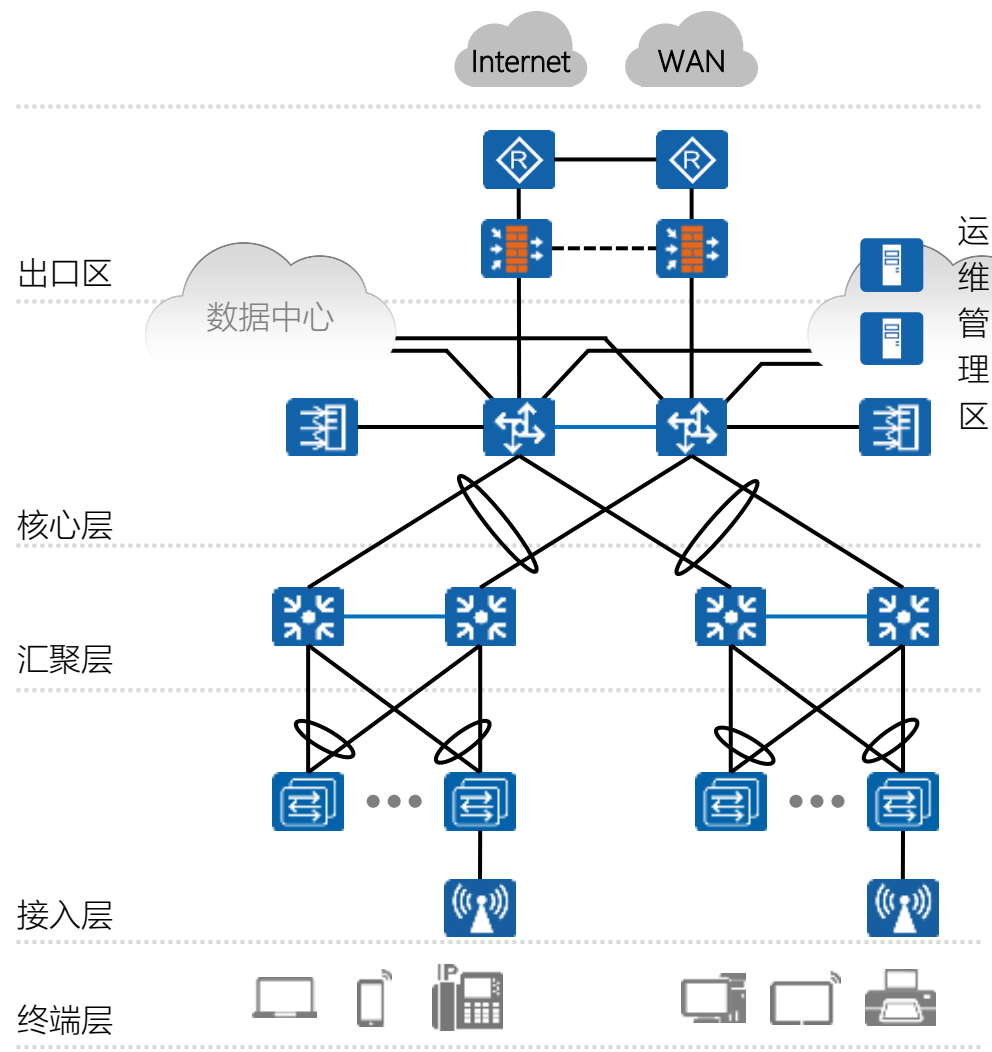 Internet
WAN
R
R
出口区
数据中心
运
维
管
理
区
核心层
汇聚层
接入层
IP
终端层